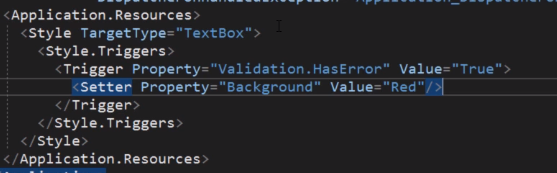 <Application.Resources>
<Style TargetType="TextBox">
<Style.Triggers>
<Trigger Property="Validation.HasError" Value="True">
<Setter Property="Background" Value="Red"/>
</Trigger>
</Style.Triggers>
</Style>
</Application.Resources>